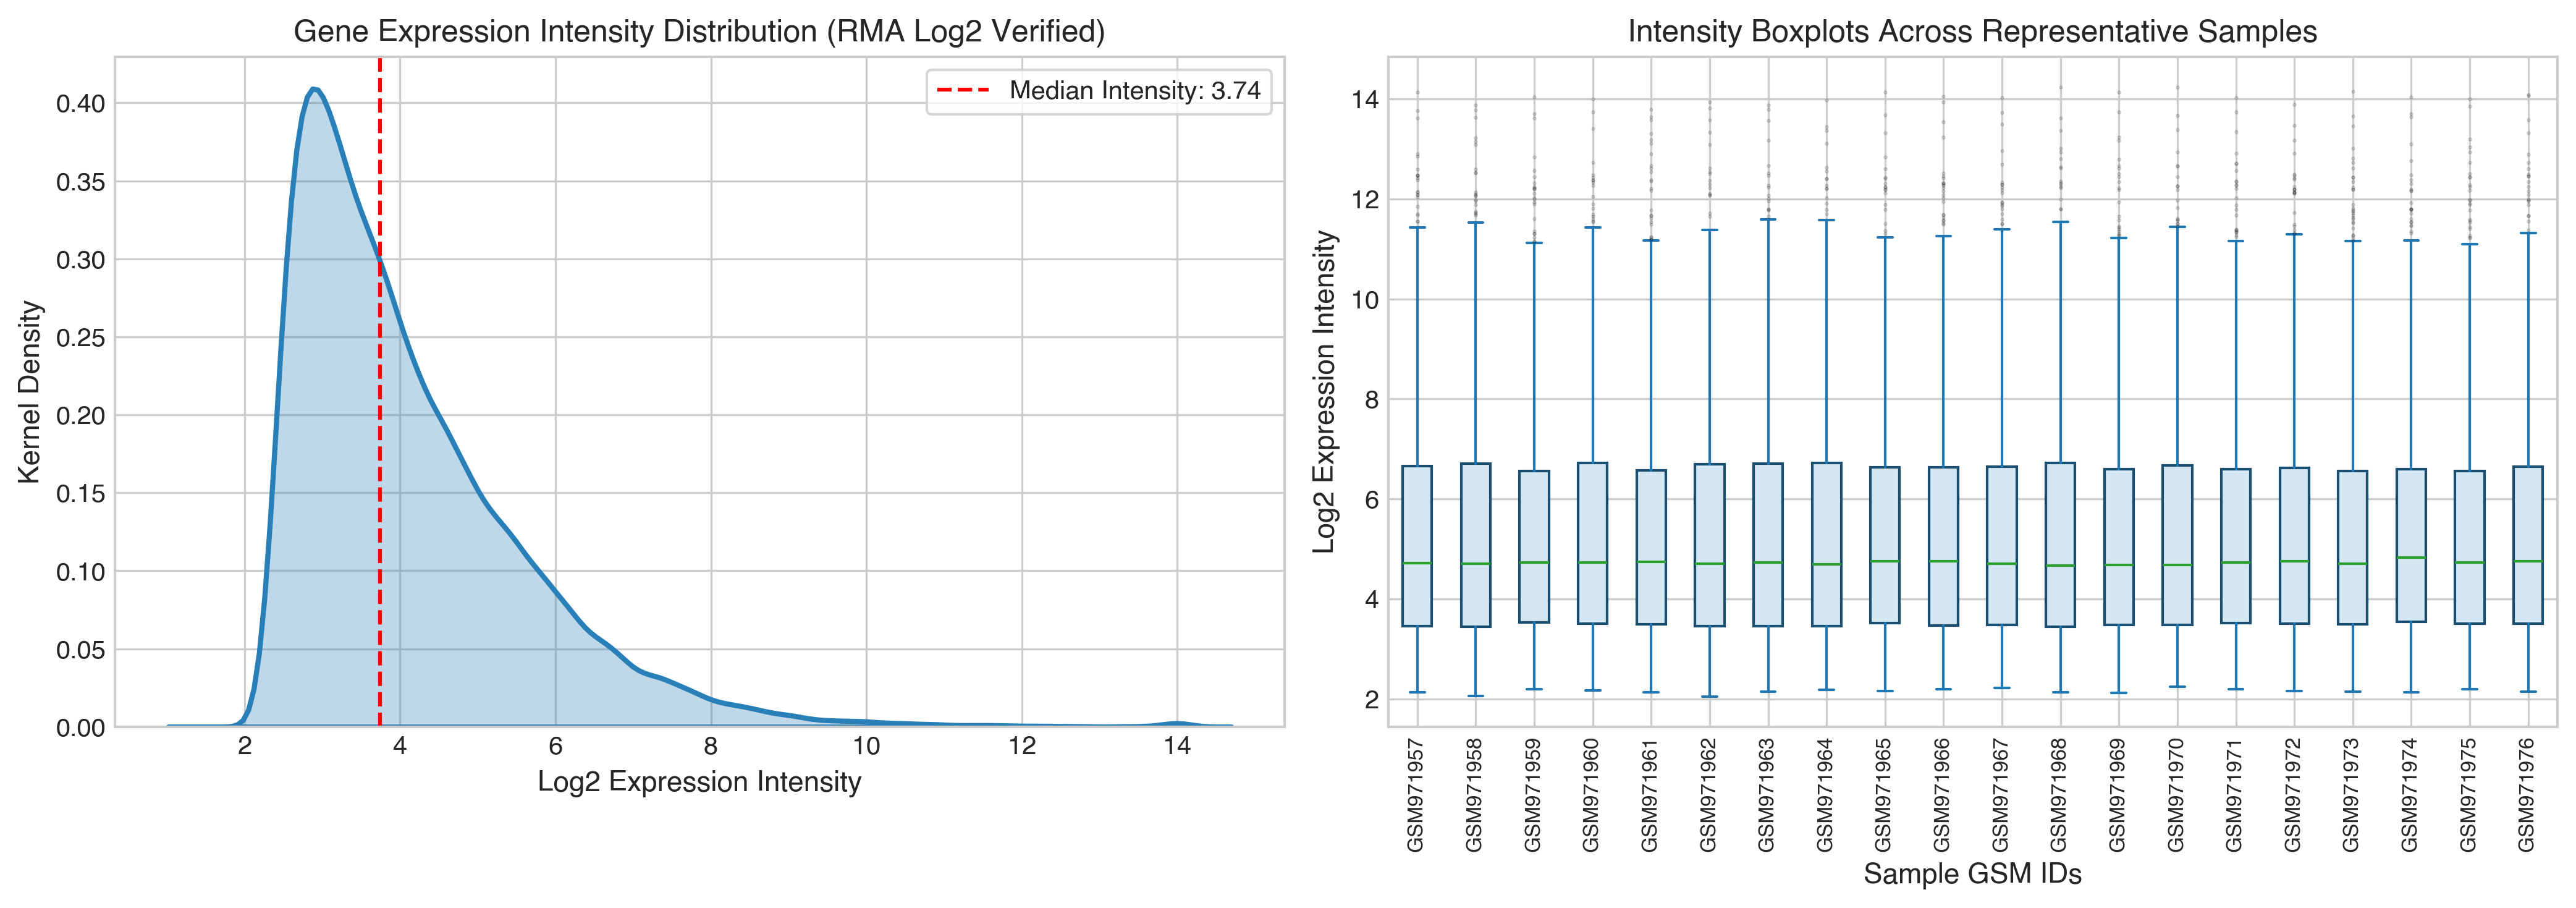 Gene Expression Intensity Distribution (RMA Log2 Verified)
Median Intensity: 3.74
Kernel Density
0.40
0.35
0.30
0.25
0.20
0.15
0.10
0.05
0.00
2 4 6 8 10 12 14
Log2 Expression Intensity
Intensity Boxplots Across Representative Samples
Log2 Expression Intensity
14
12
10
8
6
4
2
GSM971957
GSM971958
GSM971959
GSM971960
GSM971961
GSM971962
GSM971963
GSM971964
GSM971965
GSM971966
GSM971967
GSM971968
GSM971969
GSM971970
GSM971971
GSM971972
GSM971973
GSM971974
GSM971975
GSM971976
Sample GSM IDs